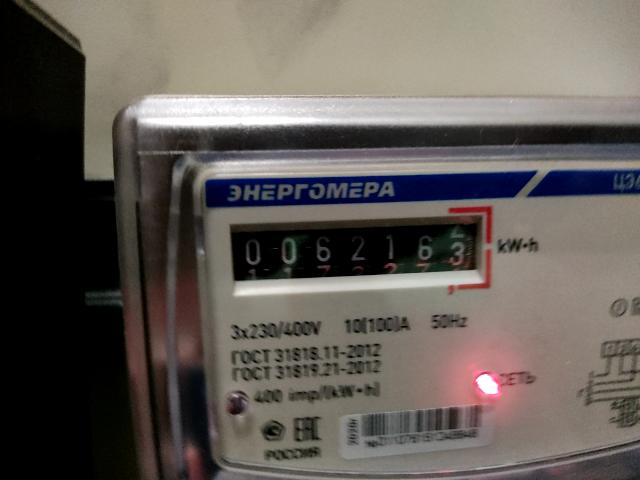 ЭНЕРГОМЕРА
0062163
kW•h
3x230/400V 10(100)A 50Hz
ГОСТ 31818.11-2012
ГОСТ 31819.21-2012
СЕТЬ
400 imp/(kW•h)
ЕАС
РОССИЯ